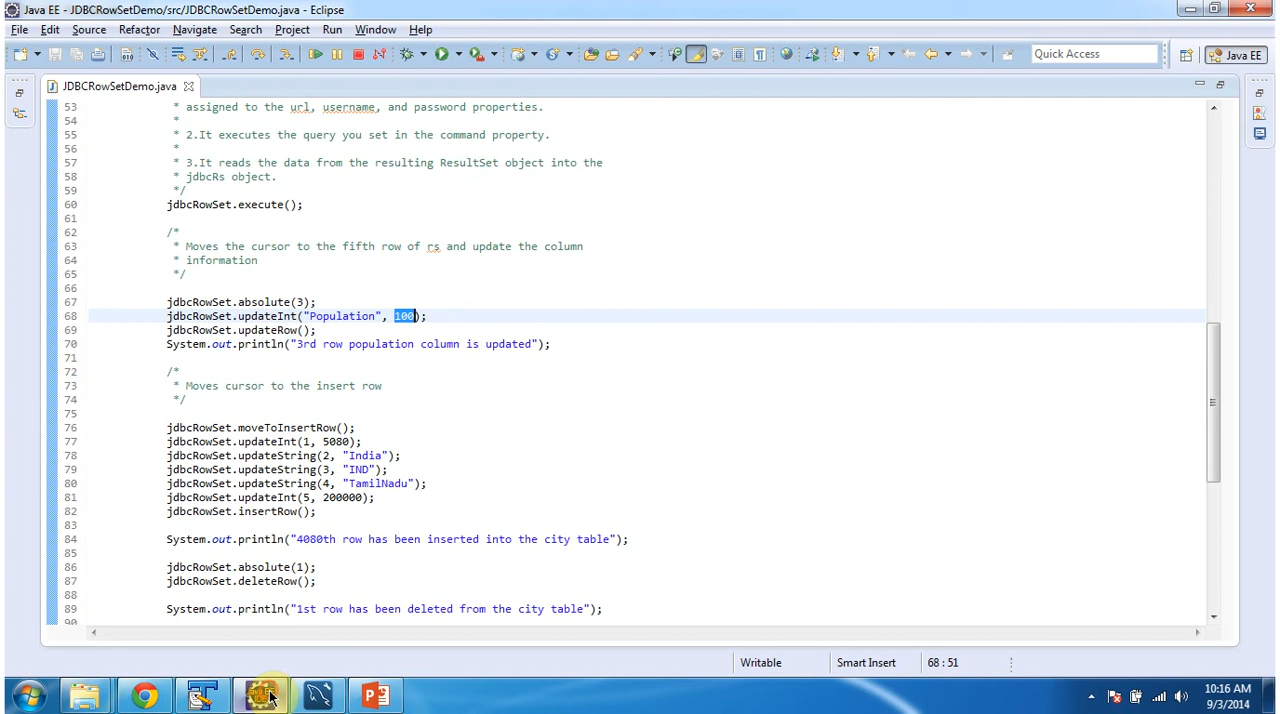 Java EE - JDBCRowSetDemo/src/JDBCRowSetDemo.java - Eclipse
File Edit Source Refactor Navigate Search Project Run Window Help
Quick Access
Java EE
JDBCRowSetDemo.java
53 * assigned to the url, username, and password properties.
54 *
55 * 2.It executes the query you set in the command property.
56 *
57 * 3.It reads the data from the resulting ResultSet object into the
58 * jdbcRs object.
59 */
60 jdbcRowSet.execute();
61
62 /*
63 * Moves the cursor to the fifth row of rs and update the column
64 * information
65 */
66
67 jdbcRowSet.absolute(3);
68 jdbcRowSet.updateInt("Population", 100);
69 jdbcRowSet.updateRow();
70 System.out.println("3rd row population column is updated");
71
72 /*
73 * Moves cursor to the insert row
74 */
75
76 jdbcRowSet.moveToInsertRow();
77 jdbcRowSet.updateInt(1, 5080);
78 jdbcRowSet.updateString(2, "India");
79 jdbcRowSet.updateString(3, "IND");
80 jdbcRowSet.updateString(4, "TamilNadu");
81 jdbcRowSet.updateInt(5, 200000);
82 jdbcRowSet.insertRow();
83
84 System.out.println("4080th row has been inserted into the city table");
85
86 jdbcRowSet.absolute(1);
87 jdbcRowSet.deleteRow();
88
89 System.out.println("1st row has been deleted from the city table");
90
Writable Smart Insert 68 : 51
10:16 AM
9/3/2014